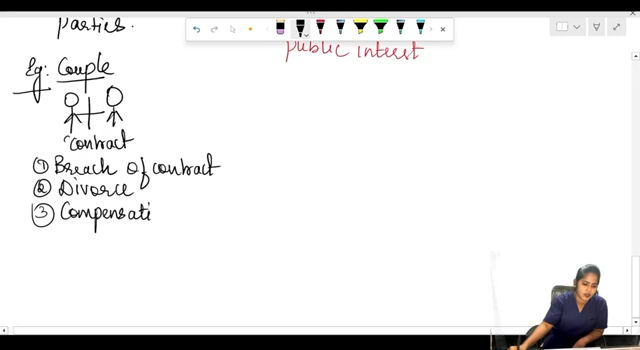 parties.
public interest
Eg: Couple
contract
① Breach of contract
② Divorce
③ Compensati